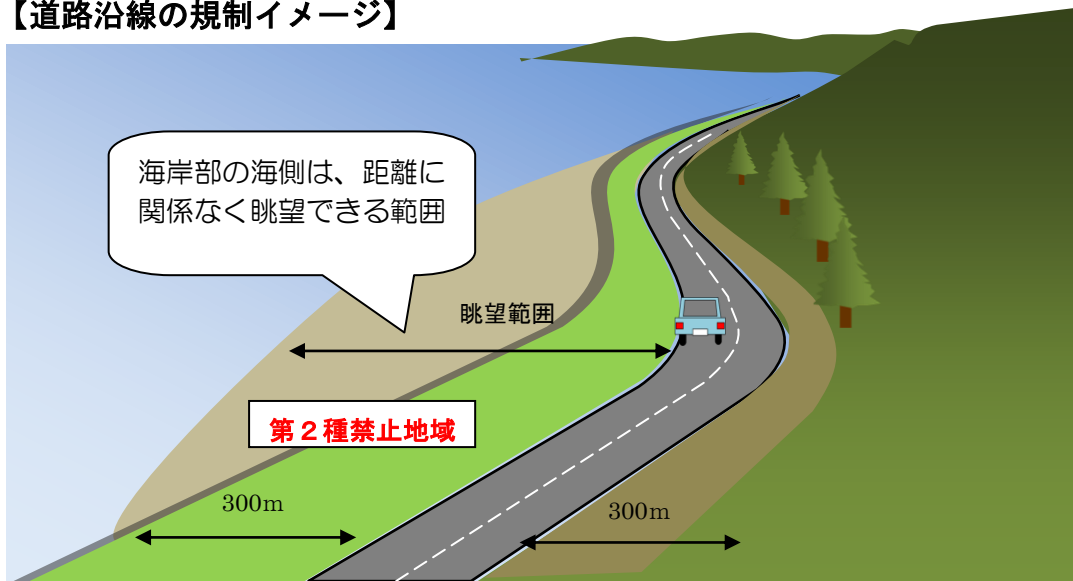 【道路沿線の規制イメージ】
海岸部の海側は、距離に
関係なく眺望できる範囲
眺望範囲
第２種禁止地域
300m
300m